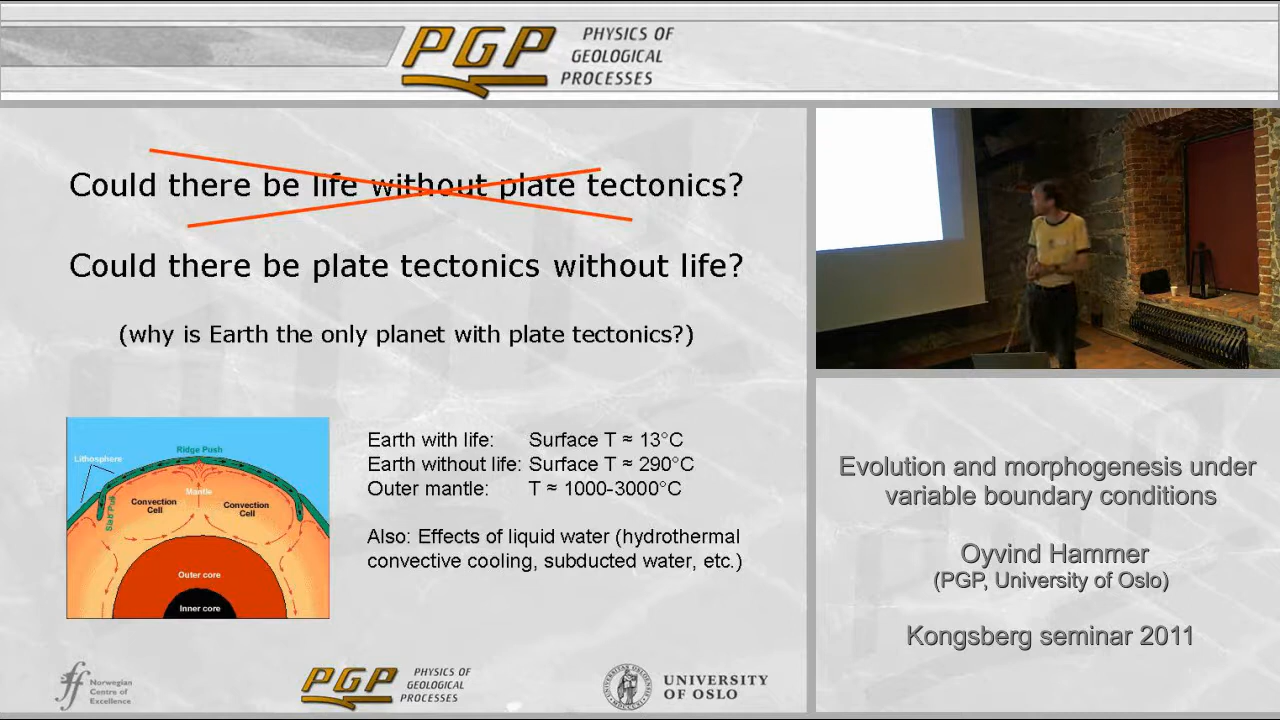 PGP
PHYSICS OF
GEOLOGICAL
PROCESSES
Could there be life without plate tectonics?
Could there be plate tectonics without life?
(why is Earth the only planet with plate tectonics?)
Ridge Push
Lithosphere
Mantle
Slab Pull
Convection
Cell
Convection
Cell
Outer core
Inner core
Earth with life: Surface T ≈ 13°C
Earth without life: Surface T ≈ 290°C
Outer mantle: T ≈ 1000-3000°C
Also: Effects of liquid water (hydrothermal
convective cooling, subducted water, etc.)
Evolution and morphogenesis under
variable boundary conditions
Oyvind Hammer
(PGP, University of Oslo)
Kongsberg seminar 2011
Norwegian
Centre of
Excellence
PGP
PHYSICS OF
GEOLOGICAL
PROCESSES
UNIVERSITY
OF OSLO